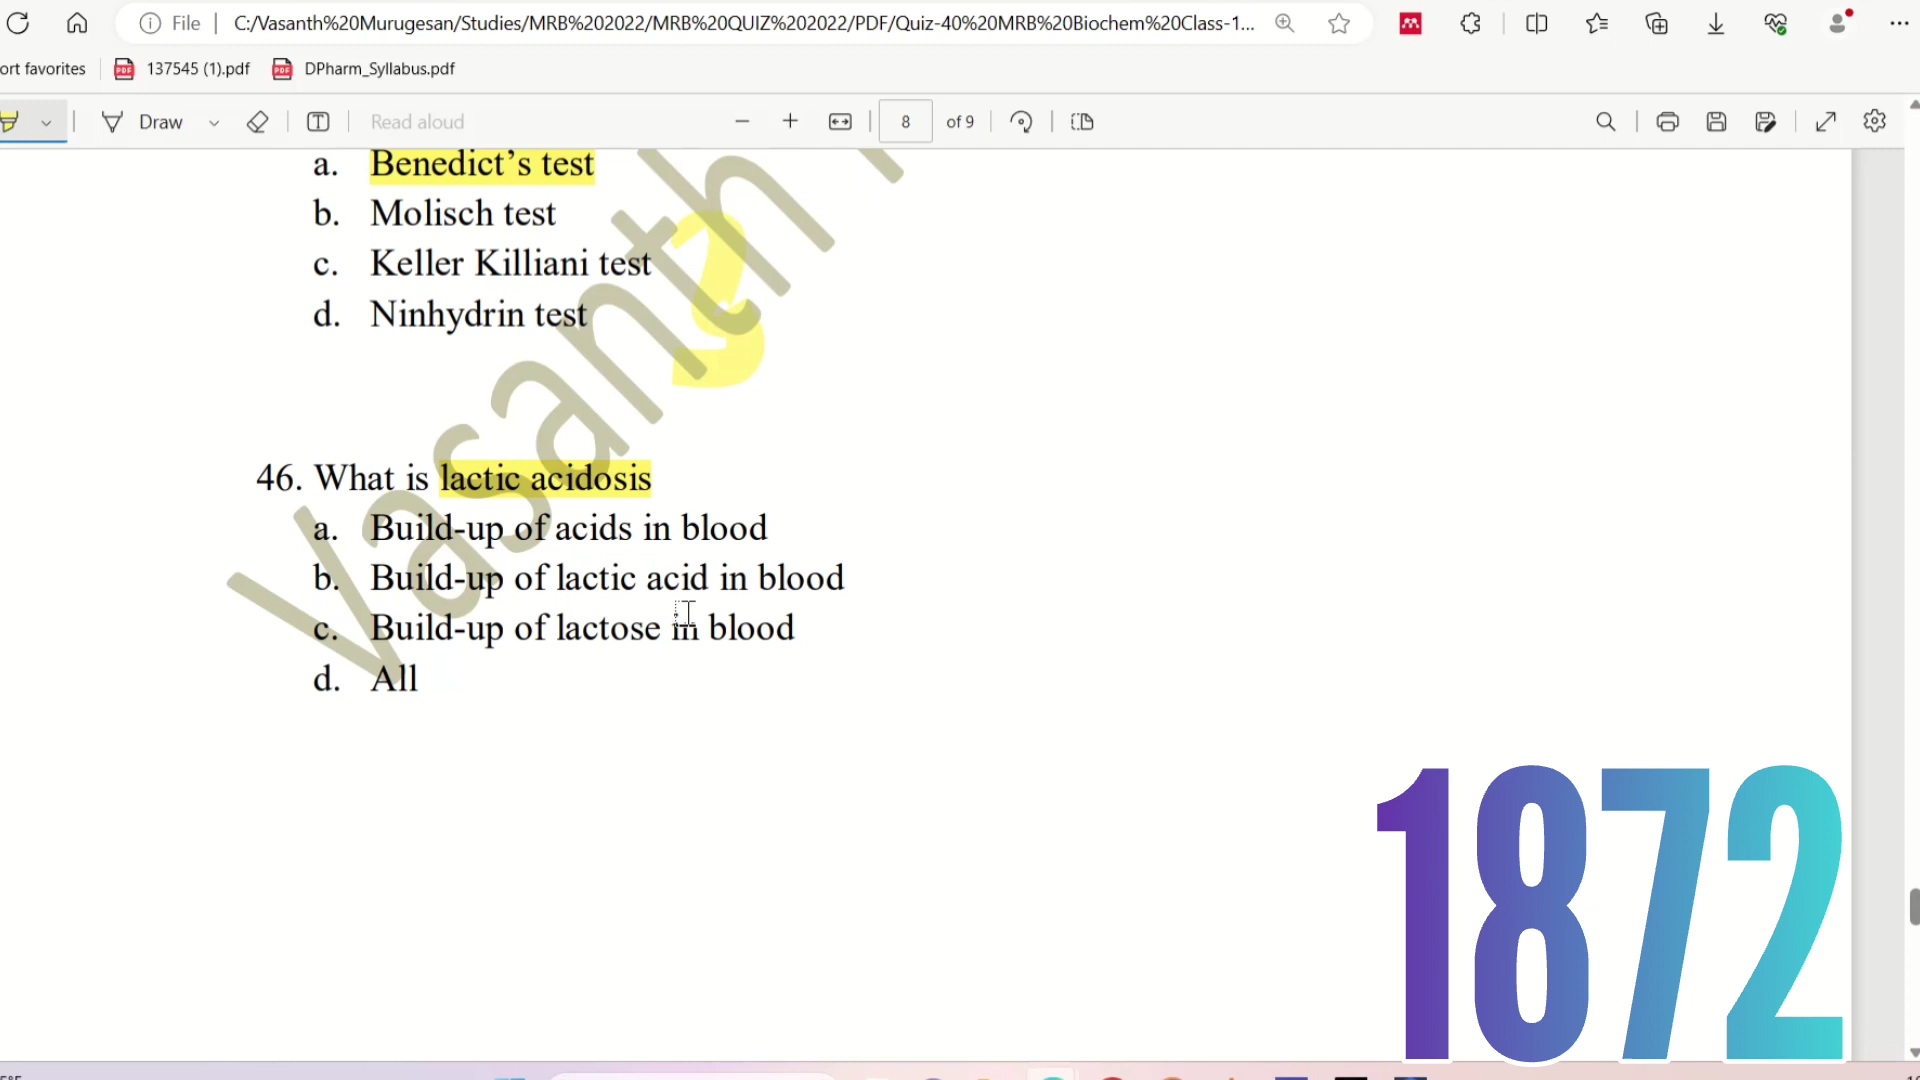 File
C:/Vasanth%20Murugesan/Studies/MRB%202022/MRB%20QUIZ%202022/PDF/Quiz-40%20MRB%20Biochem%20Class-1...
ort favorites
137545 (1).pdf
DPharm_Syllabus.pdf
Draw
Read aloud
8
of 9
a. Benedict’s test
b. Molisch test
c. Keller Killiani test
d. Ninhydrin test
Vasanth
46. What is lactic acidosis
a. Build-up of acids in blood
b. Build-up of lactic acid in blood
c. Build-up of lactose in blood
d. All
1872